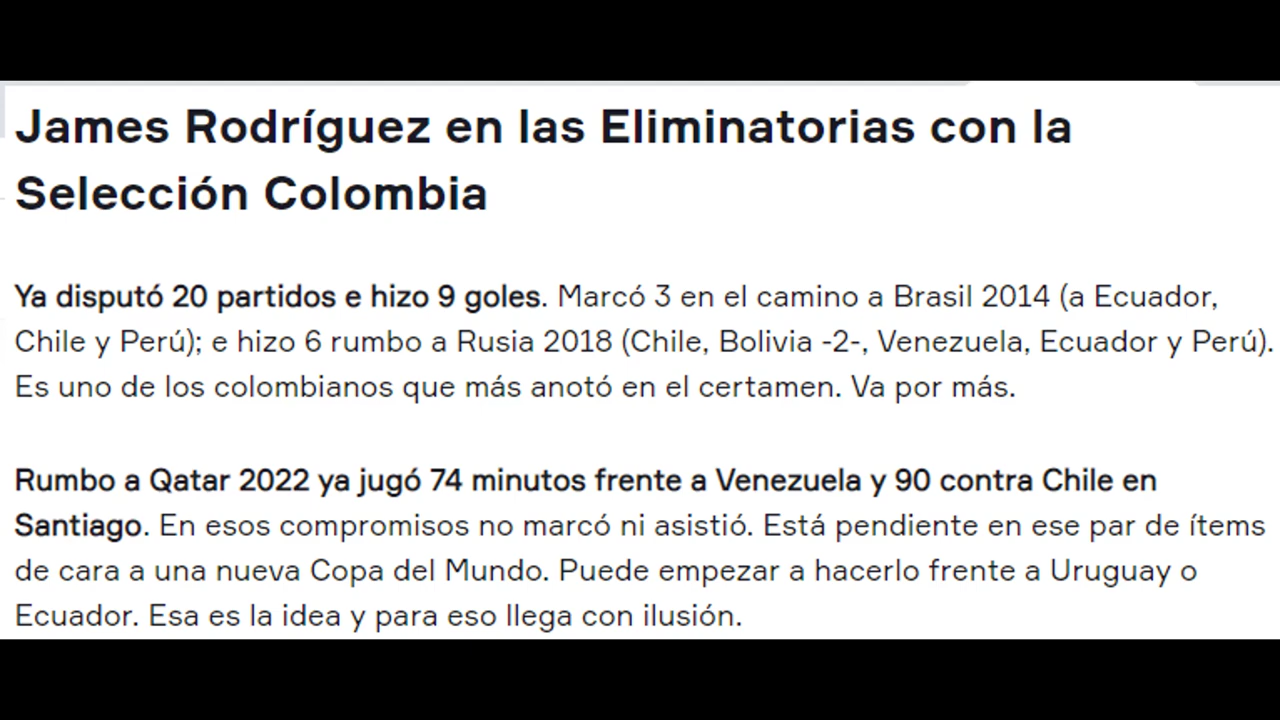 James Rodríguez en las Eliminatorias con la
Selección Colombia
Ya disputó 20 partidos e hizo 9 goles. Marcó 3 en el camino a Brasil 2014 (a Ecuador,
Chile y Perú); e hizo 6 rumbo a Rusia 2018 (Chile, Bolivia -2-, Venezuela, Ecuador y Perú).
Es uno de los colombianos que más anotó en el certamen. Va por más.
Rumbo a Qatar 2022 ya jugó 74 minutos frente a Venezuela y 90 contra Chile en
Santiago. En esos compromisos no marcó ni asistió. Está pendiente en ese par de ítems
de cara a una nueva Copa del Mundo. Puede empezar a hacerlo frente a Uruguay o
Ecuador. Esa es la idea y para eso llega con ilusión.